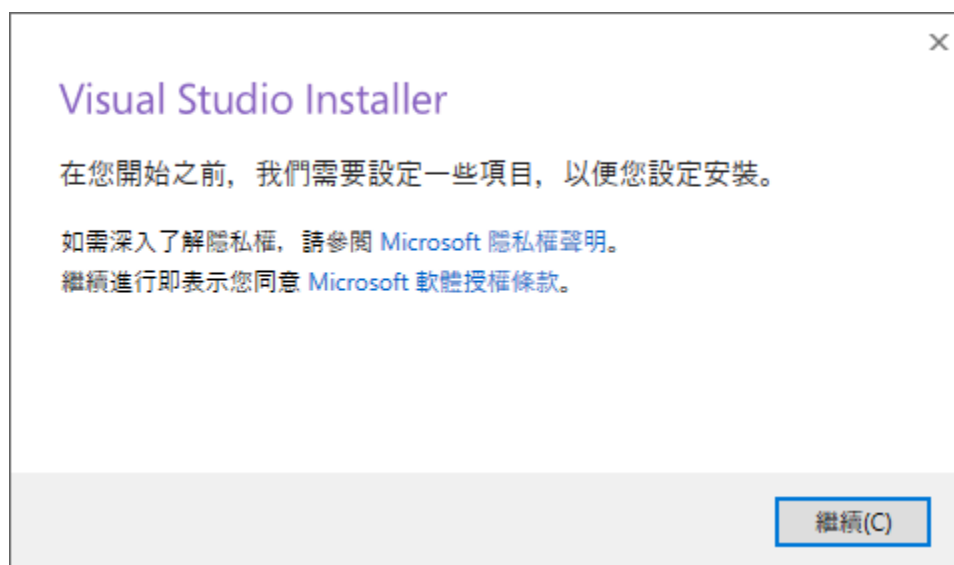 Visual Studio Installer
在您開始之前，我們需要設定一些項目，以便您設定安裝。
如需深入了解隱私權，請參閱 Microsoft 隱私權聲明。
繼續進行即表示您同意 Microsoft 軟體授權條款。
繼續(C)